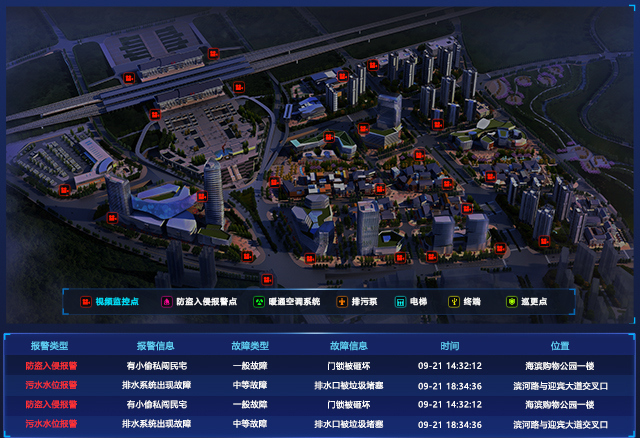 视频监控点 防盗入侵报警点 暖通空调系统 排污泵 电梯 终端 巡更点
报警类型 报警信息 故障类型 故障信息 时间 位置
防盗入侵报警 有小偷私闯民宅 一般故障 门锁被砸坏 09-21 14:32:12 海滨购物公园一楼
污水水位报警 排水系统出现故障 中等故障 排水口被垃圾堵塞 09-21 18:34:36 滨河路与迎宾大道交叉口
防盗入侵报警 有小偷私闯民宅 一般故障 门锁被砸坏 09-21 14:32:12 海滨购物公园一楼
污水水位报警 排水系统出现故障 中等故障 排水口被垃圾堵塞 09-21 18:34:36 滨河路与迎宾大道交叉口